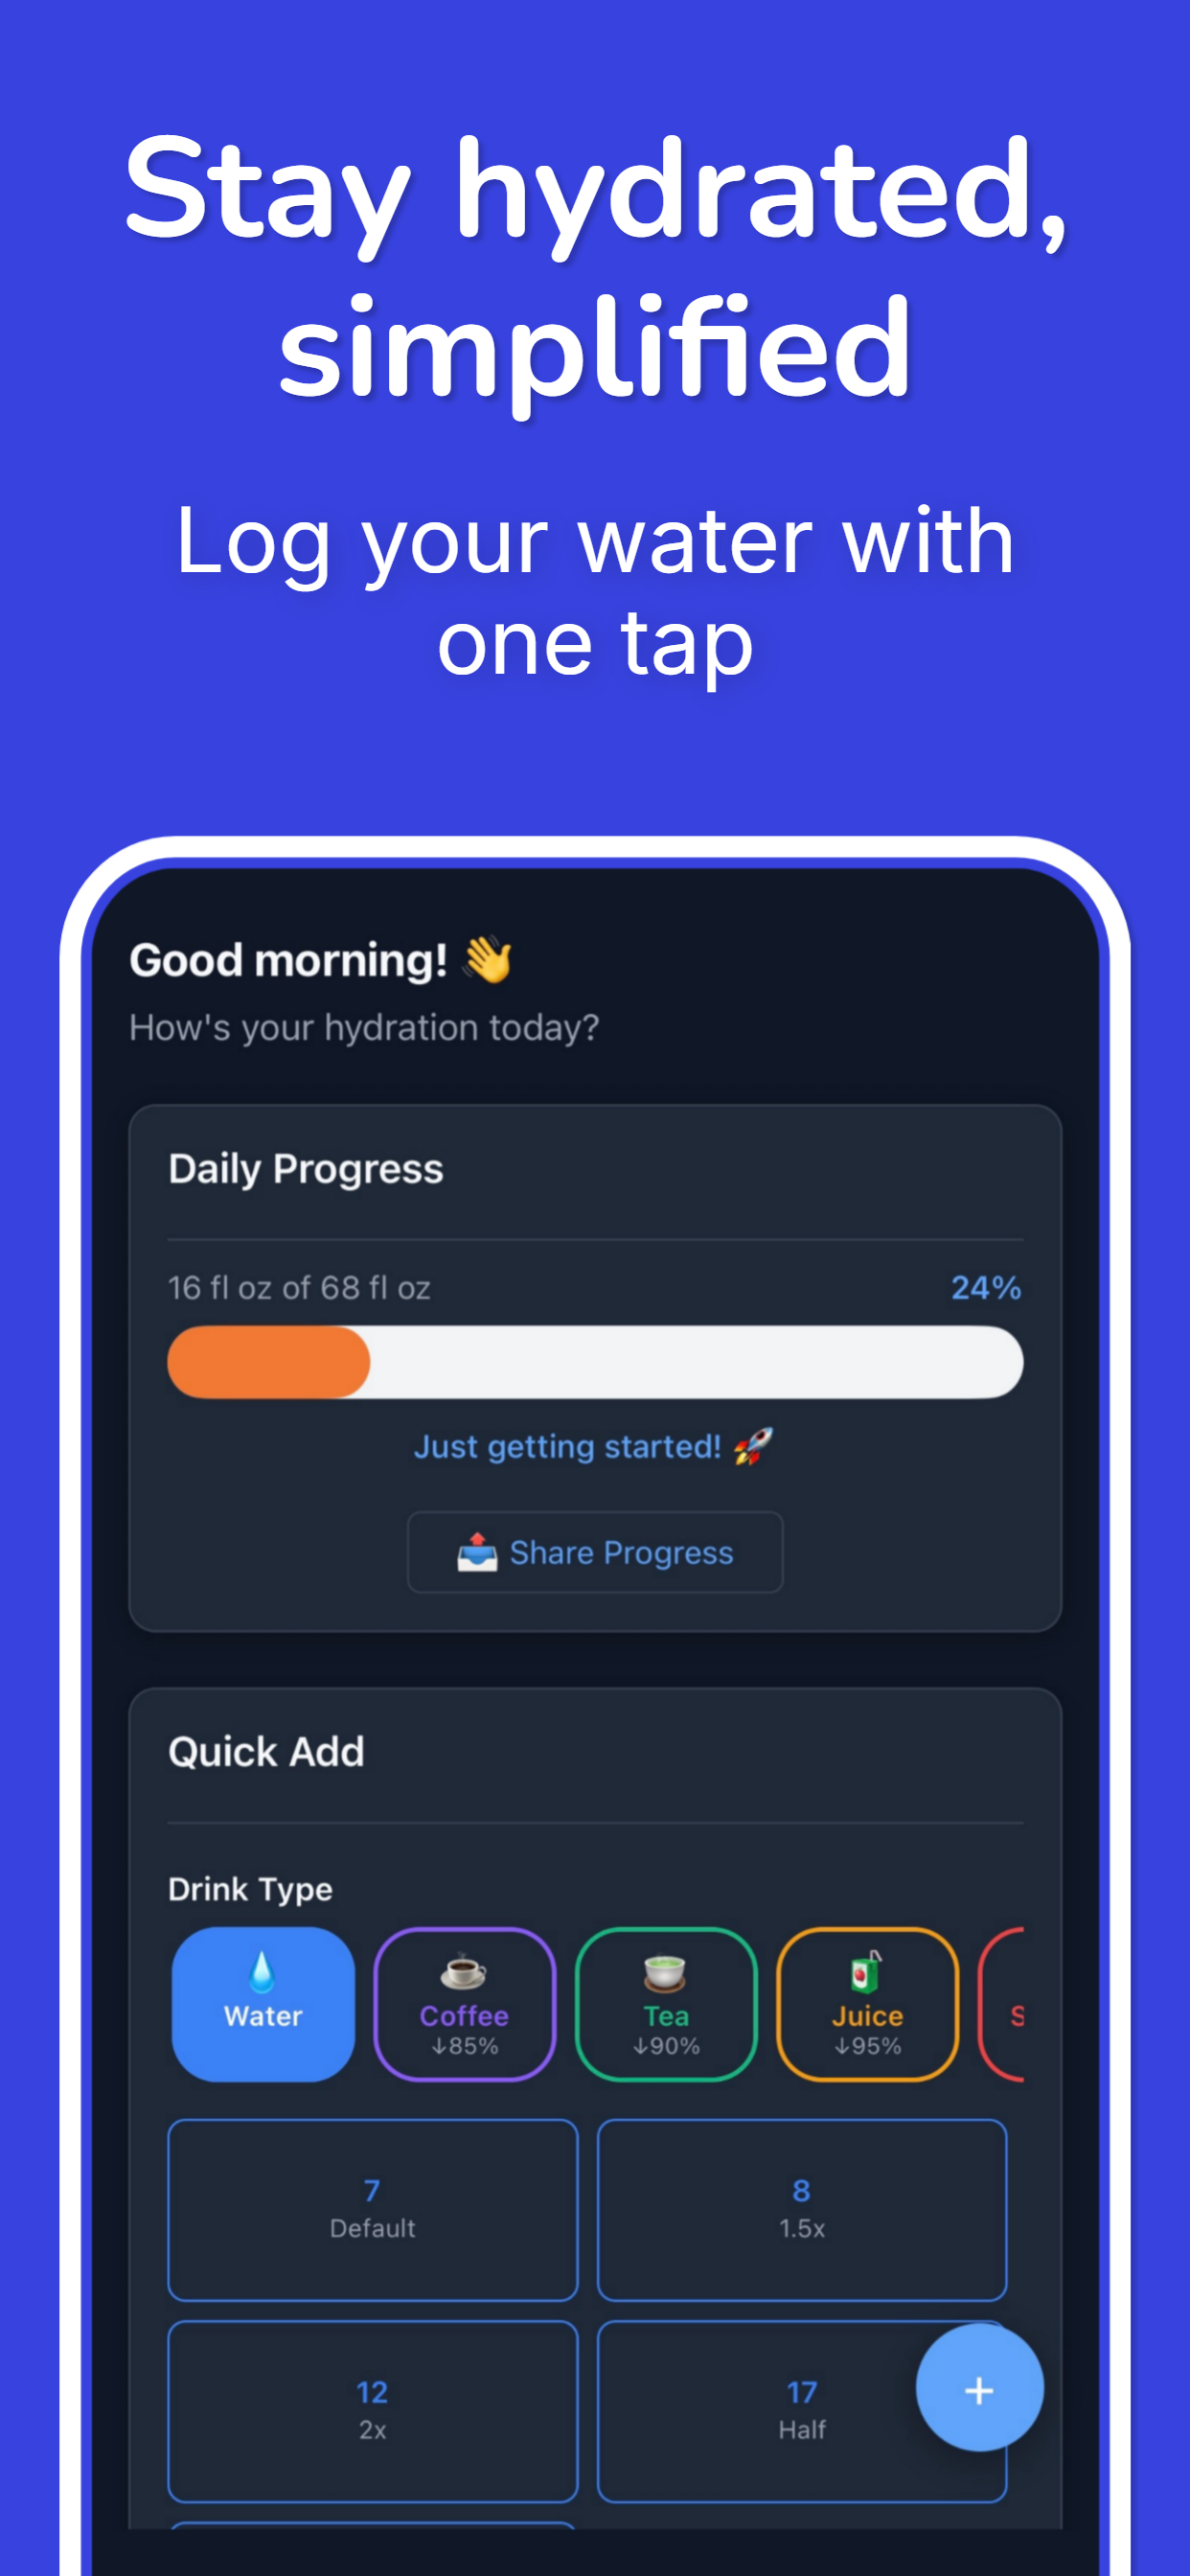 Stay hydrated,
simplified
Log your water with
one tap
Good morning! 👋
How's your hydration today?
Daily Progress
16 fl oz of 68 fl oz
24%
Just getting started! 🚀
📤 Share Progress
Quick Add
Drink Type
Water
Coffee
↓85%
Tea
↓90%
Juice
↓95%
S
7
Default
8
1.5x
12
2x
17
Half
+